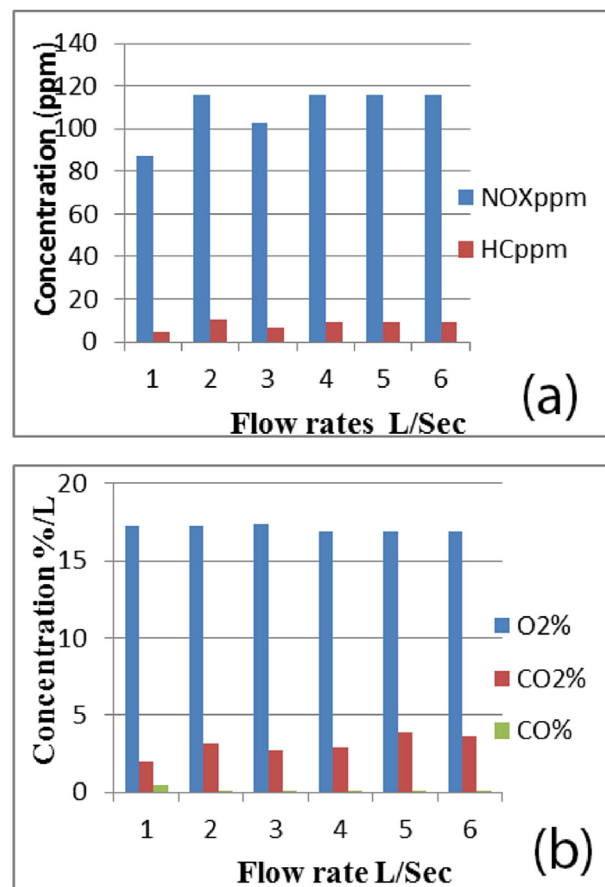 140
120
100
80
60
40
20
0
Concentration (ppm)
1 2 3 4 5 6
Flow rates L/Sec
NOXppm
HCppm
(a)
20
15
10
5
0
Concentration %/L
1 2 3 4 5 6
Flow rate L/Sec
O2%
CO2%
CO%
(b)